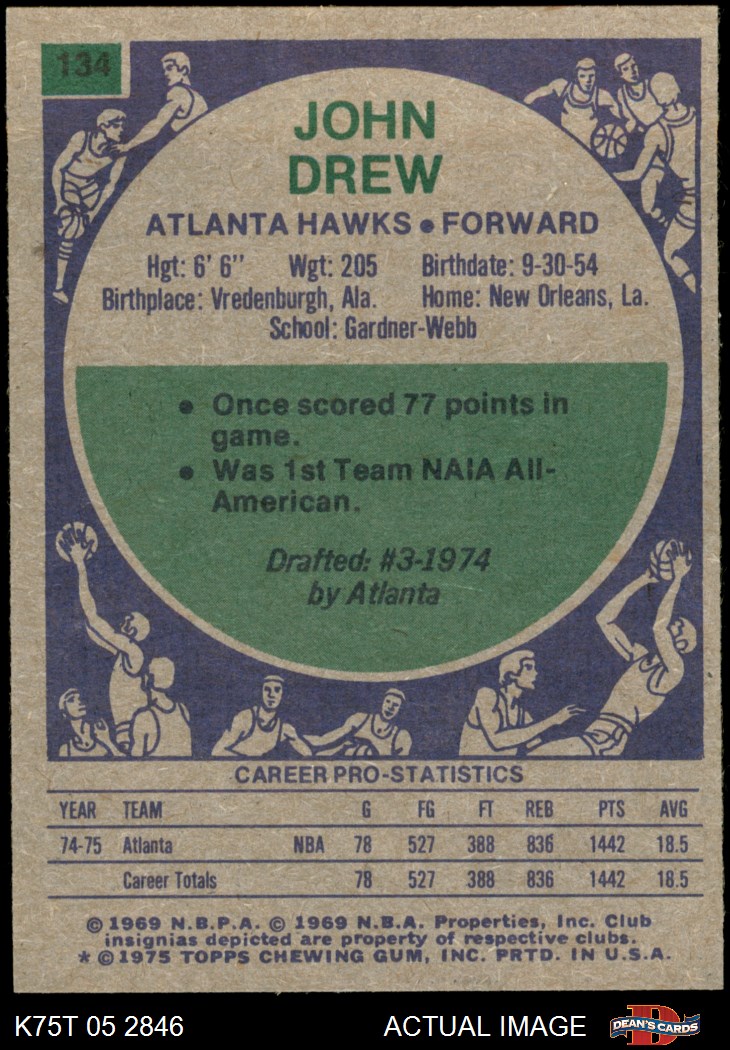 134
JOHN
DREW
ATLANTA HAWKS • FORWARD
Hgt: 6' 6" Wgt: 205 Birthdate: 9-30-54
Birthplace: Vredenburgh, Ala. Home: New Orleans, La.
School: Gardner-Webb
• Once scored 77 points in
game.
• Was 1st Team NAIA All-
American.
Drafted: #3-1974
by Atlanta
CAREER PRO-STATISTICS
YEAR TEAM G FG FT REB PTS AVG
74-75 Atlanta NBA 78 527 388 836 1442 18.5
Career Totals 78 527 388 836 1442 18.5
© 1969 N.B.P.A. © 1969 N.B.A. Properties, Inc. Club
insignias depicted are property of respective clubs.
* © 1975 TOPPS CHEWING GUM, INC. PRTD. IN U.S.A.
K75T 05 2846 ACTUAL IMAGE D DEAN'S CARDS